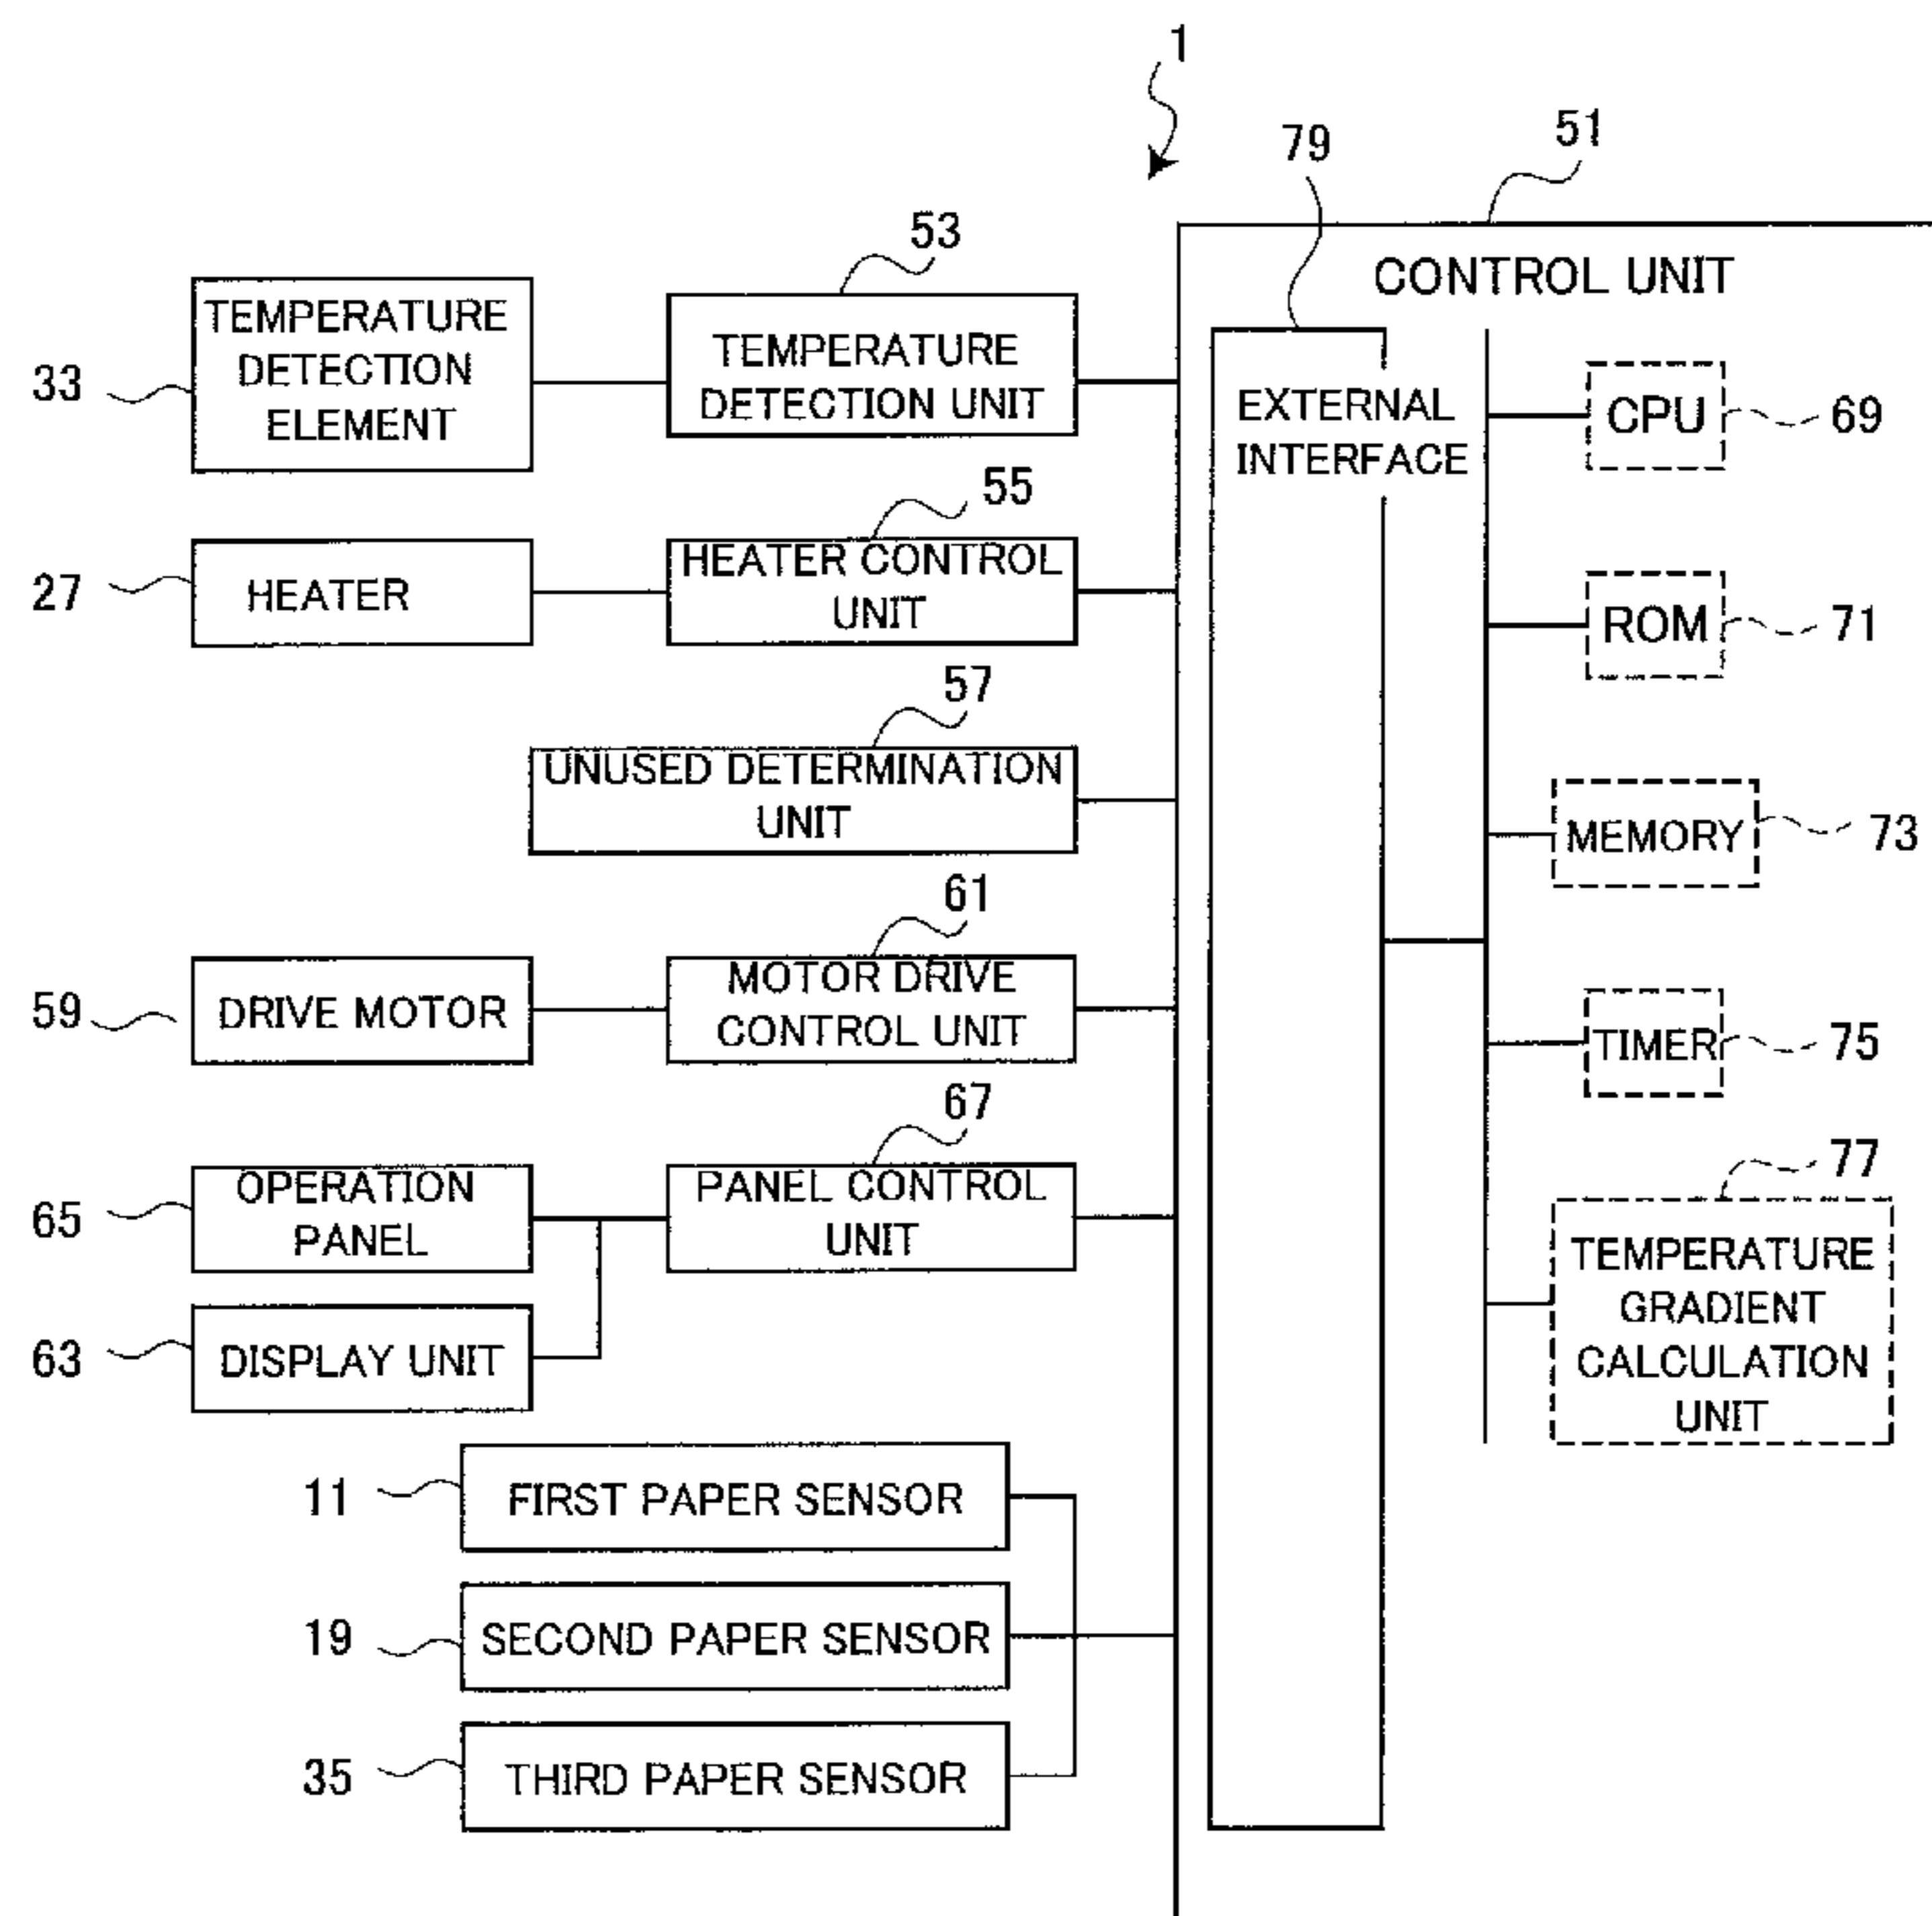 1
51
79
CONTROL UNIT
53
33
TEMPERATURE
DETECTION
ELEMENT
TEMPERATURE
DETECTION UNIT
EXTERNAL
INTERFACE
CPU
69
55
27
HEATER
HEATER CONTROL
UNIT
ROM
71
57
UNUSED DETERMINATION
UNIT
MEMORY
73
61
59
DRIVE MOTOR
MOTOR DRIVE
CONTROL UNIT
TIMER
75
67
65
OPERATION
PANEL
PANEL CONTROL
UNIT
77
TEMPERATURE
GRADIENT
CALCULATION
UNIT
63
DISPLAY UNIT
11
FIRST PAPER SENSOR
19
SECOND PAPER SENSOR
35
THIRD PAPER SENSOR